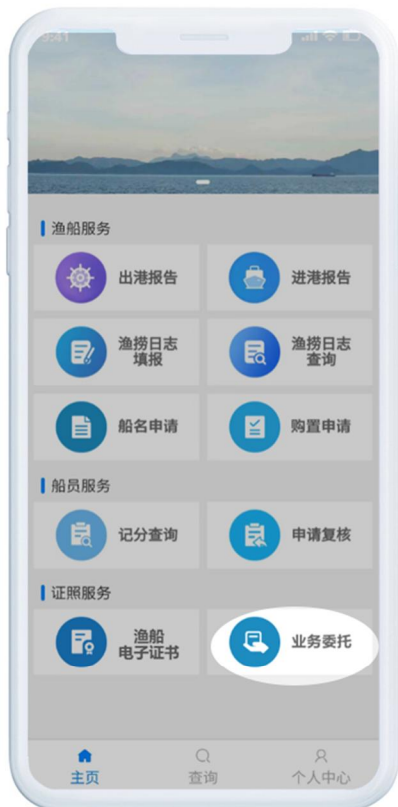 9:41
渔船服务
出港报告
进港报告
渔捞日志
填报
渔捞日志
查询
船名申请
购置申请
船员服务
记分查询
申请复核
证照服务
渔船
电子证书
业务委托
主页
查询
个人中心